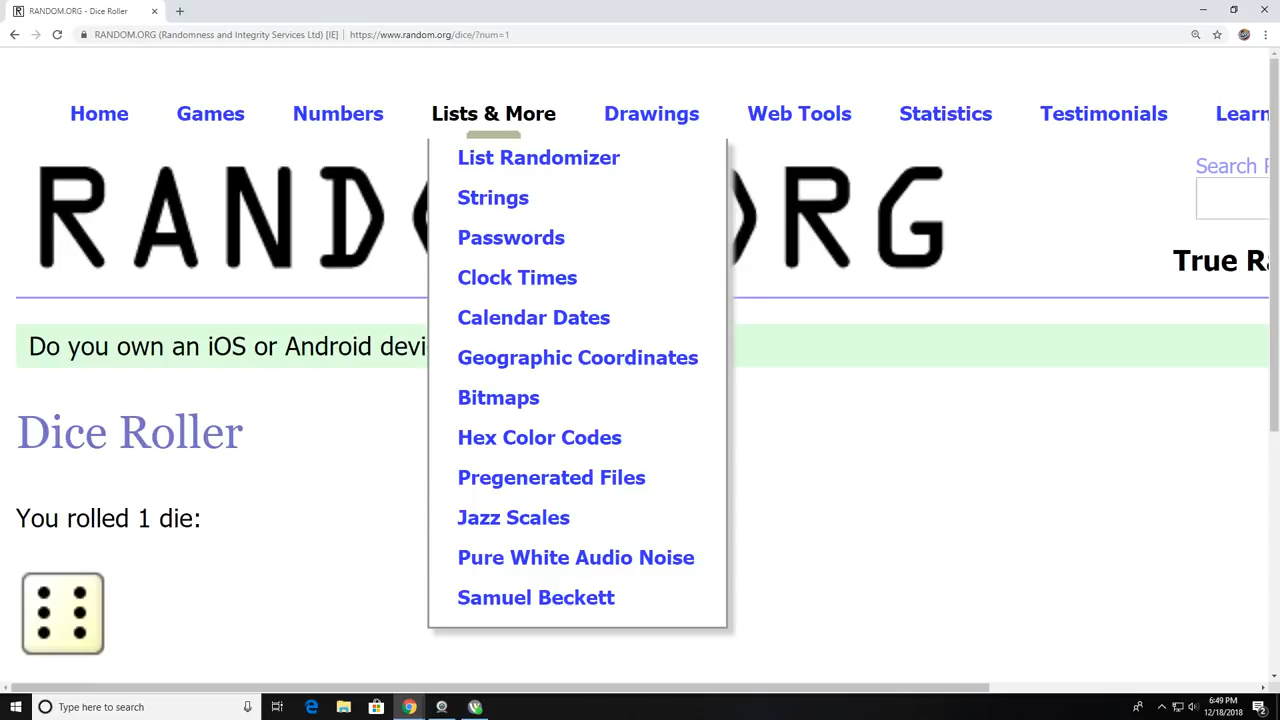 RANDOM.ORG - Dice Roller
RANDOM.ORG (Randomness and Integrity Services Ltd) [IE] | https://www.random.org/dice/?num=1
Home Games Numbers Lists & More Drawings Web Tools Statistics Testimonials Learn
List Randomizer
Strings
Passwords
Clock Times
Calendar Dates
Geographic Coordinates
Bitmaps
Hex Color Codes
Pregenerated Files
Jazz Scales
Pure White Audio Noise
Samuel Beckett
RAND ORG
Search
True Ra
Do you own an iOS or Android devi
Dice Roller
You rolled 1 die:
Type here to search
6:49 PM
12/18/2018
2